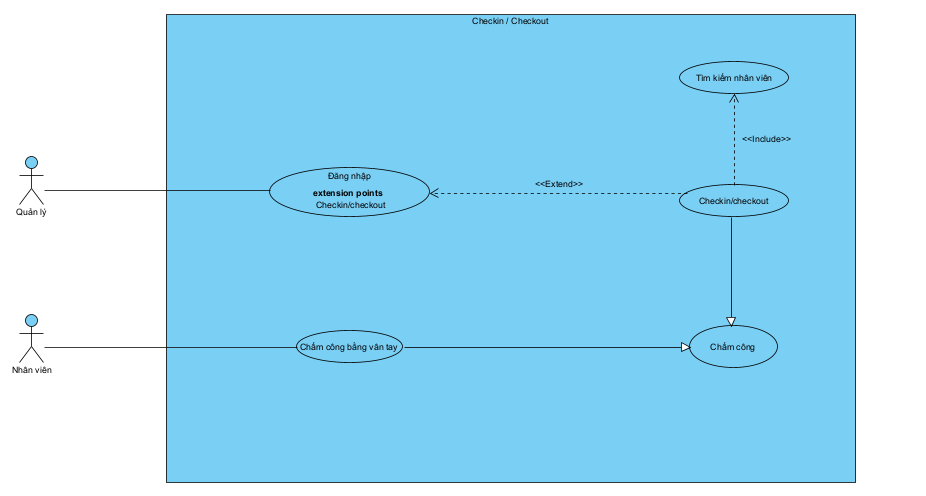 Checkin / Checkout
Tìm kiếm nhân viên
<<Include>>
Đăng nhập
extension points
Checkin/checkout
<<Extend>>
Checkin/checkout
Quản lý
Chấm công bằng vân tay
Chấm công
Nhân viên